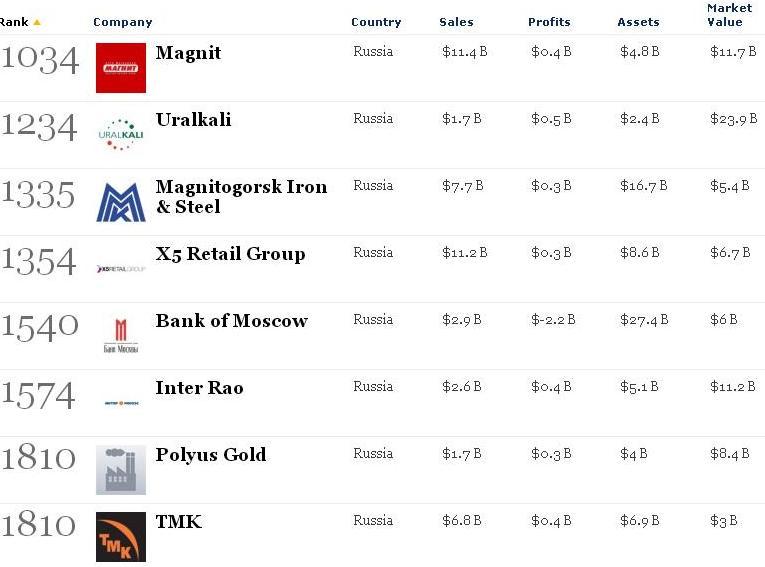 Rank Company Country Sales Profits Assets Market Value
1034 МАГНИТ Magnit Russia $11.4 B $0.4 B $4.8 B $11.7 B
1234 URALKALI Uralkali Russia $1.7 B $0.5 B $2.4 B $23.9 B
1335 Magnitogorsk Iron & Steel Russia $7.7 B $0.3 B $16.7 B $5.4 B
1354 X5RETAILGROUP X5 Retail Group Russia $11.2 B $0.3 B $8.6 B $6.7 B
1540 Банк Москвы Bank of Moscow Russia $2.9 B $-2.2 B $27.4 B $6 B
1574 Inter Rao Russia $2.6 B $0.4 B $5.1 B $11.2 B
1810 Polyus Gold Russia $1.7 B $0.3 B $4 B $8.4 B
1810 TMK TMK Russia $6.8 B $0.4 B $6.9 B $3 B